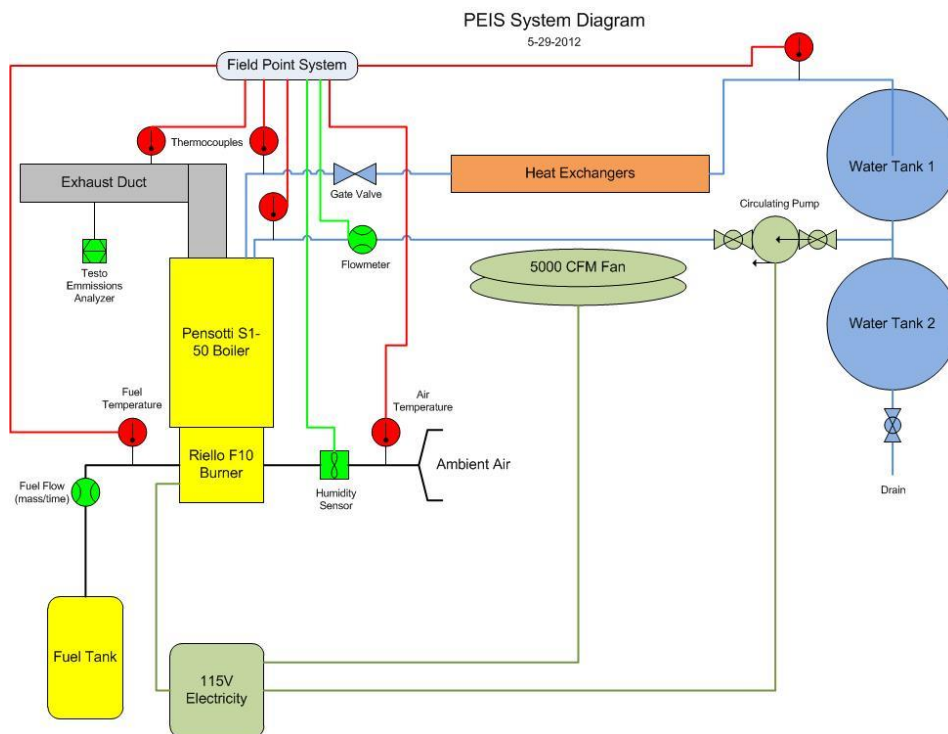 PEIS System Diagram
5-29-2012
Field Point System
Thermocouples
Exhaust Duct
Gate Valve
Heat Exchangers
Water Tank 1
Circulating Pump
Testo
Emmissions
Analyzer
Flowmeter
5000 CFM Fan
Pensotti S1-
50 Boiler
Water Tank 2
Fuel
Temperature
Air
Temperature
Riello F10
Burner
Ambient Air
Fuel Flow
(mass/time)
Humidity
Sensor
Drain
Fuel Tank
115V
Electricity